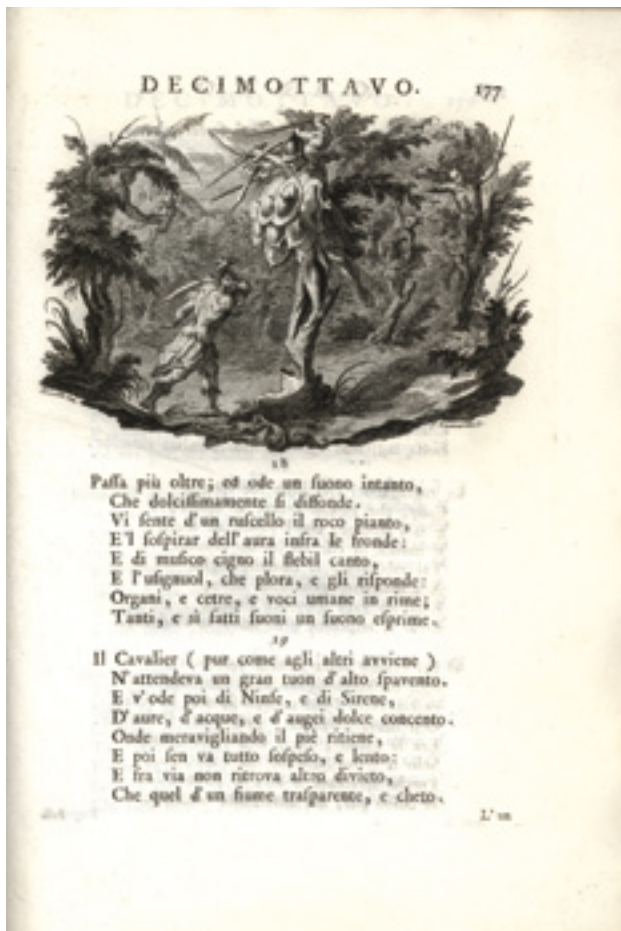 DECIMOTTAVO. 177
18
Paſſa più oltre; ed ode un ſuono intanto,
Che dolciſſimamente ſi diffonde.
Vi ſente d'un ruſcello il roco pianto,
E'l ſoſpirar dell'aura infra le fronde:
E di muſico cigno il flebil canto,
E l'uſignuol, che plora, e gli riſponde:
Organi, e cetre, e voci umane in rime;
Tanti, e sì fatti ſuoni un ſuono eſprime.
19
Il Cavalier ( pur come agli altri avviene )
N'attendeva un gran tuon d'alto ſpavento.
E v'ode poi di Ninfe, e di Sirene,
D'aure, d'acque, e d'augei dolce concento.
Onde meravigliando il piè ritiene,
E poi ſen va tutto ſoſpeſo, e lento:
E fra via non ritrova altro divieto,
Che quel d'un fiume traſparente, e cheto.
L' un